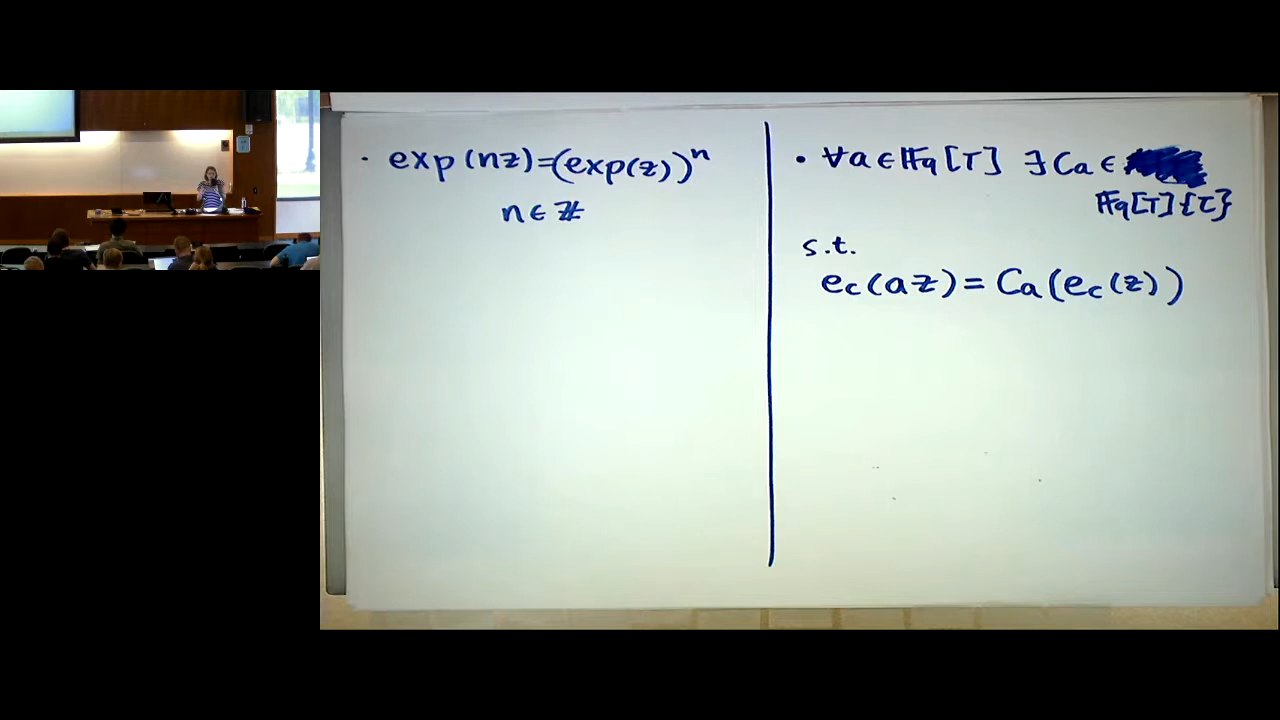 · exp(nz)=(exp(z))ⁿ
n ∈ ℤ
• ∀a ∈ 𝔽q[T] ∃ Ca ∈
𝔽q[T]{τ}
s.t.
ec(az) = Ca(ec(z))